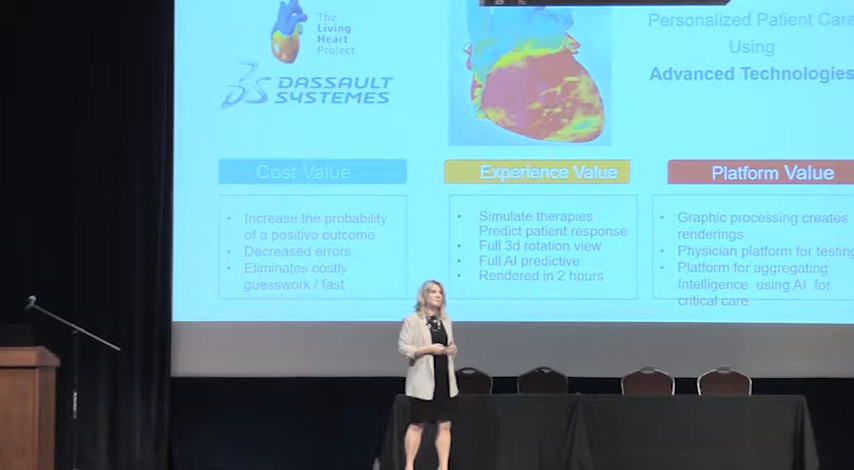 The
Living
Heart
Project
DASSAULT
SYSTEMES
Personalized Patient Care
Using
Advanced Technologies
Cost Value
• Increase the probability
of a positive outcome
• Decreased errors
• Eliminates costly
guesswork / fast
Experience Value
• Simulate therapies
Predict patient response
• Full 3d rotation view
• Full AI predictive
• Rendered in 2 hours
Platform Value
• Graphic processing creates
renderings
• Physician platform for testing
• Platform for aggregating
Intelligence using AI for
critical care